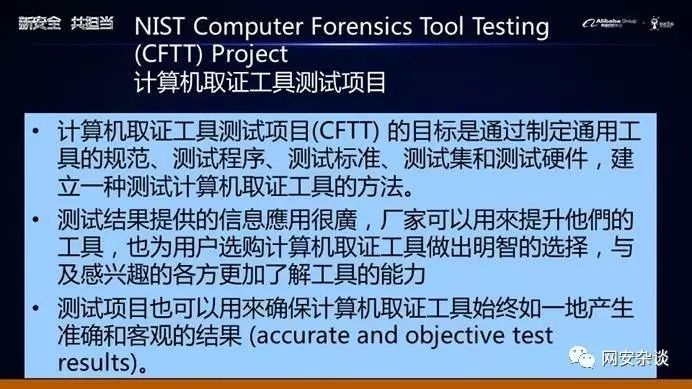 新安全 共担当
Alibaba Group
NIST Computer Forensics Tool Testing
(CFTT) Project
计算机取证工具测试项目
• 计算机取证工具测试项目(CFTT) 的目标是通过制定通用工
具的规范、测试程序、测试标准、测试集和测试硬件，建
立一种测试计算机取证工具的方法。
• 测试结果提供的信息應用很廣，厂家可以用來提升他們的
工具，也为用户选购计算机取证工具做出明智的选择，与
及感兴趣的各方更加了解工具的能力
• 测试项目也可以用來确保计算机取证工具始终如一地产生
准确和客观的结果 (accurate and objective test
results)。
网安杂谈